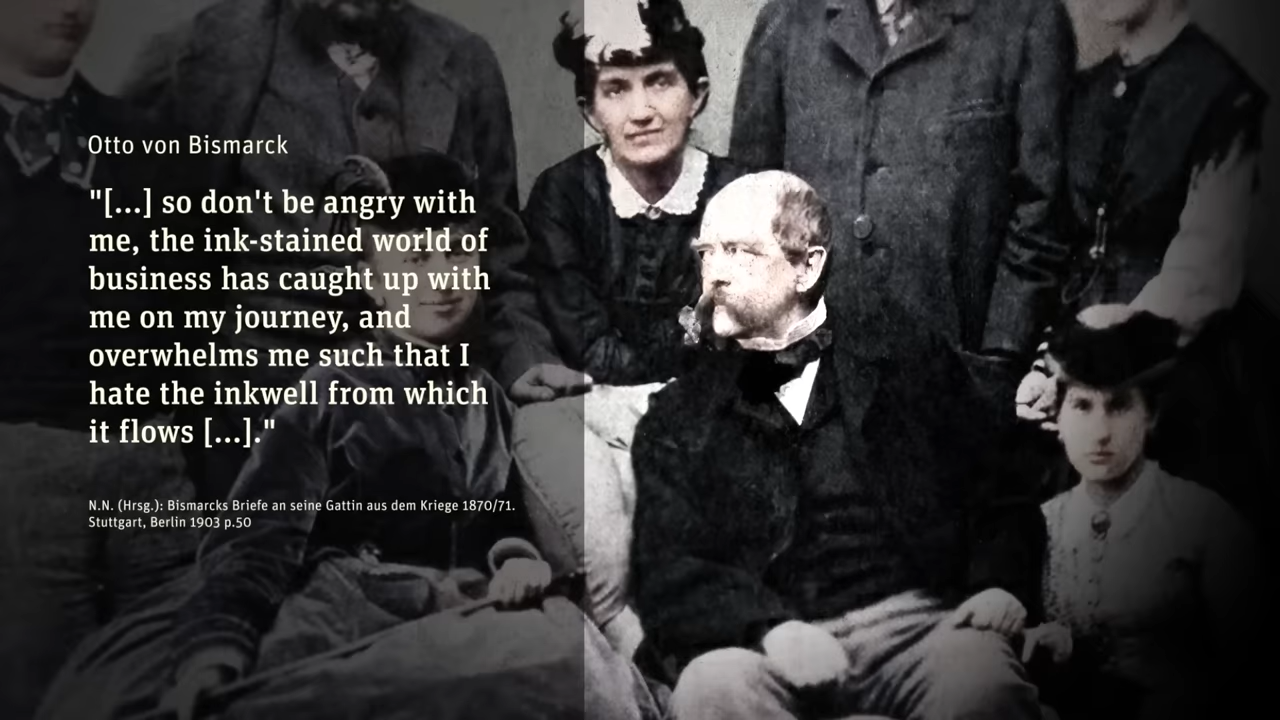 Otto von Bismarck
"[...] so don't be angry with
me, the ink-stained world of
business has caught up with
me on my journey, and
overwhelms me such that I
hate the inkwell from which
it flows [...]."
N.N. (Hrsg.): Bismarcks Briefe an seine Gattin aus dem Kriege 1870/71.
Stuttgart, Berlin 1903 p.50